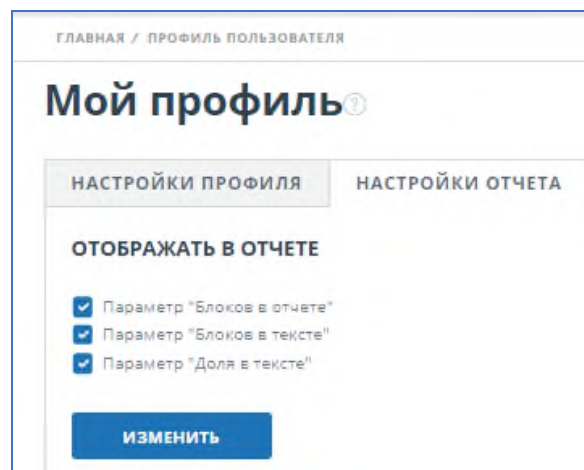 ГЛАВНАЯ / ПРОФИЛЬ ПОЛЬЗОВАТЕЛЯ
Мой профиль ?
НАСТРОЙКИ ПРОФИЛЯ НАСТРОЙКИ ОТЧЕТА
ОТОБРАЖАТЬ В ОТЧЕТЕ
Параметр "Блоков в отчете"
Параметр "Блоков в тексте"
Параметр "Доля в тексте"
ИЗМЕНИТЬ